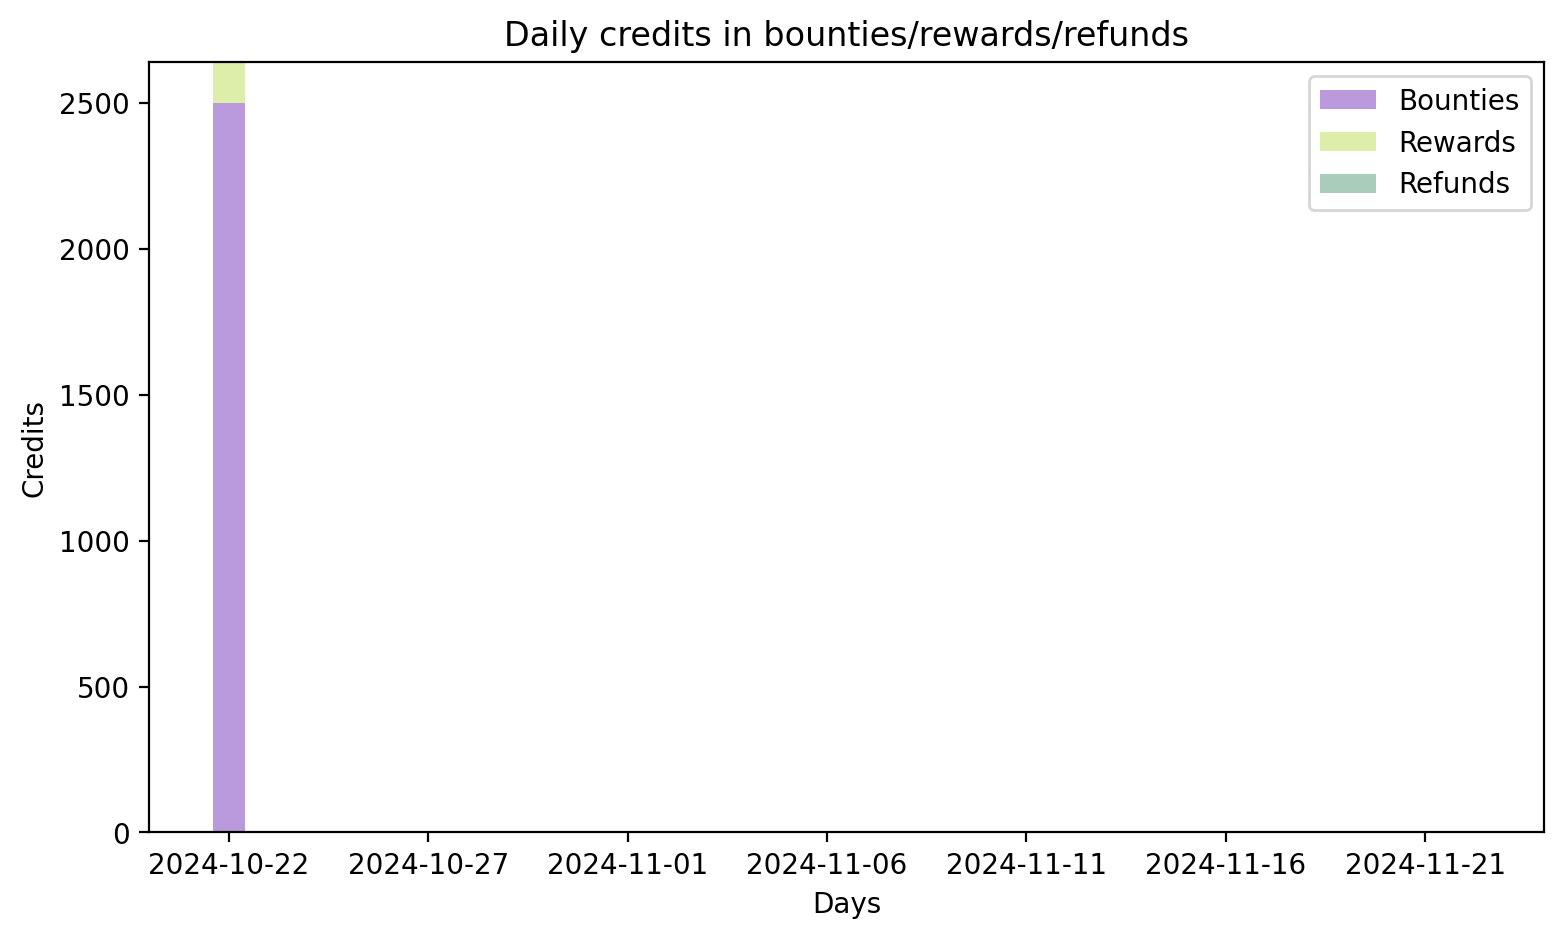 Daily credits in bounties/rewards/refunds
Bounties
Rewards
Refunds
Credits
2500
2000
1500
1000
500
0
2024-10-22 2024-10-27 2024-11-01 2024-11-06 2024-11-11 2024-11-16 2024-11-21
Days